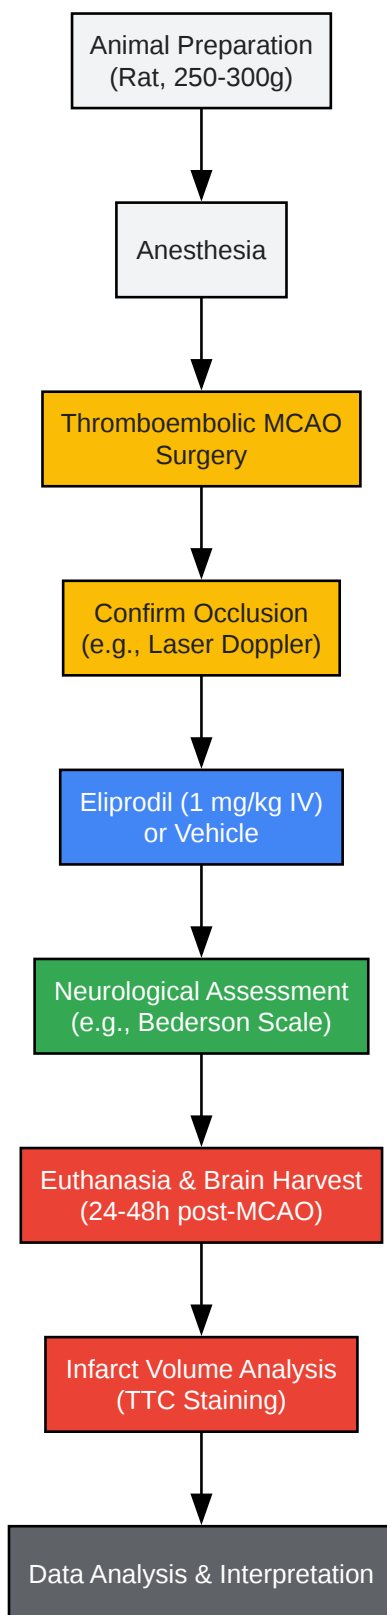 Animal Preparation
(Rat, 250-300g)
Anesthesia
Thromboembolic MCAO
Surgery
Confirm Occlusion
(e.g., Laser Doppler)
Eliprodil (1 mg/kg IV)
or Vehicle
Neurological Assessment
(e.g., Bederson Scale)
Euthanasia & Brain Harvest
(24-48h post-MCAO)
Infarct Volume Analysis
(TTC Staining)
Data Analysis & Interpretation